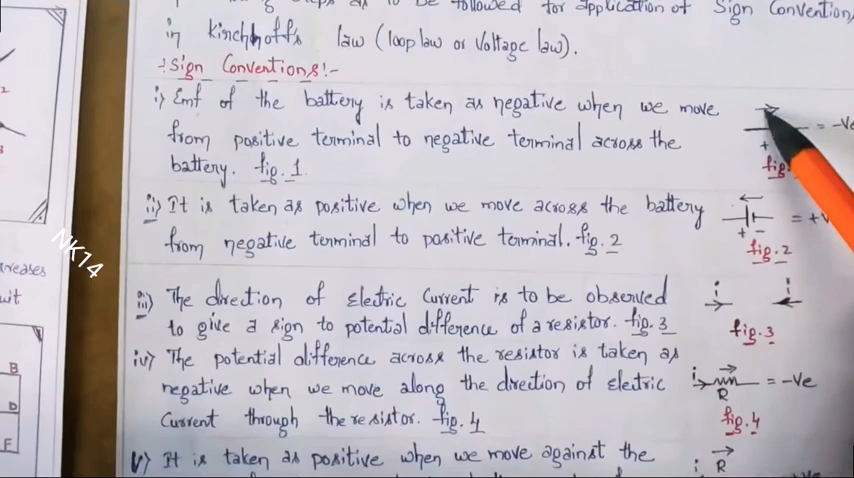 be followed for application of Sign Convention
in Kirchhoff's law (loop law or Voltage law).
Sign Conventions:-
i) Emf of the battery is taken as negative when we move
from positive terminal to negative terminal across the
battery. fig. 1.
+ = -Ve
fig.
ii) It is taken as positive when we move across the battery
from negative terminal to positive terminal. fig. 2
+ - = +V
fig. 2
iii) The direction of Electric Current is to be observed
to give a sign to potential difference of a resistor. fig. 3
i i
fig. 3
iv) The potential difference across the resistor is taken as
negative when we move along the direction of electric
Current through the resistor. fig. 4
i R = -Ve
fig. 4
v) It is taken as positive when we move against the
i R
NK14
2
3
reases
uit
B
D
F